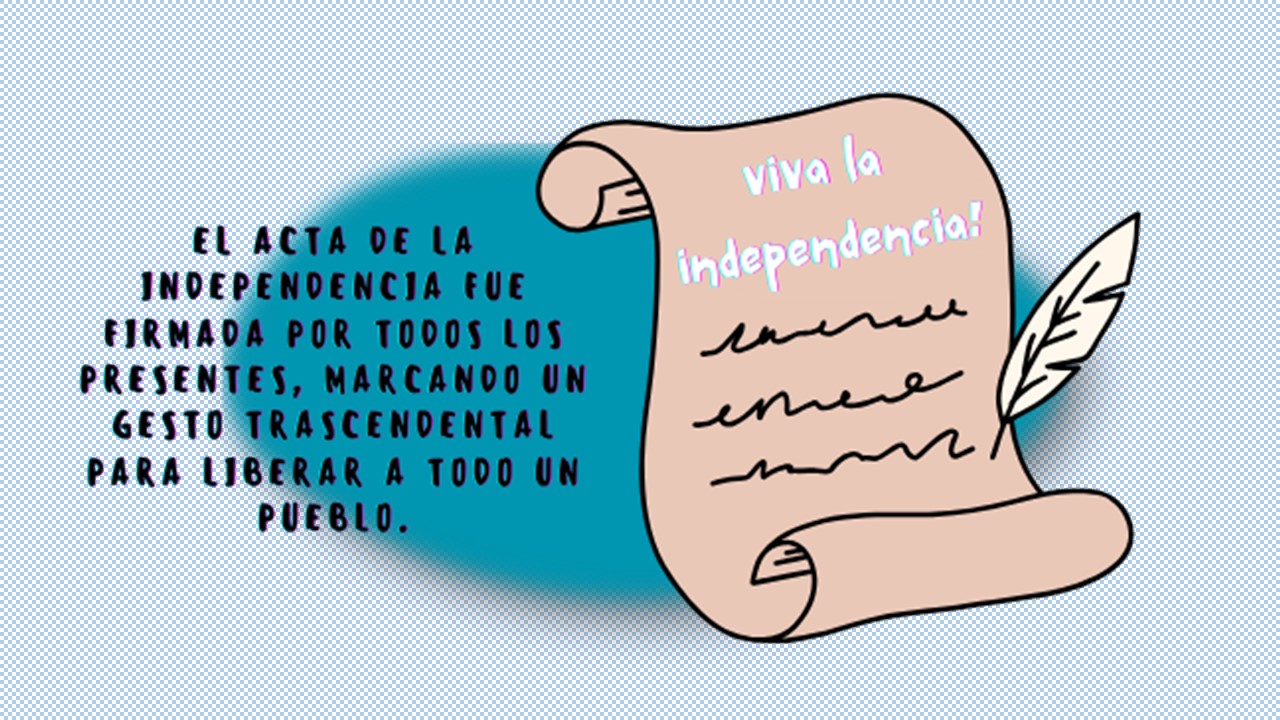 EL ACTA DE LA
INDEPENDENCIA FUE
FIRMADA POR TODOS LOS
PRESENTES, MARCANDO UN
GESTO TRASCENDENTAL
PARA LIBERAR A TODO UN
PUEBLO.
viva la
independencia!